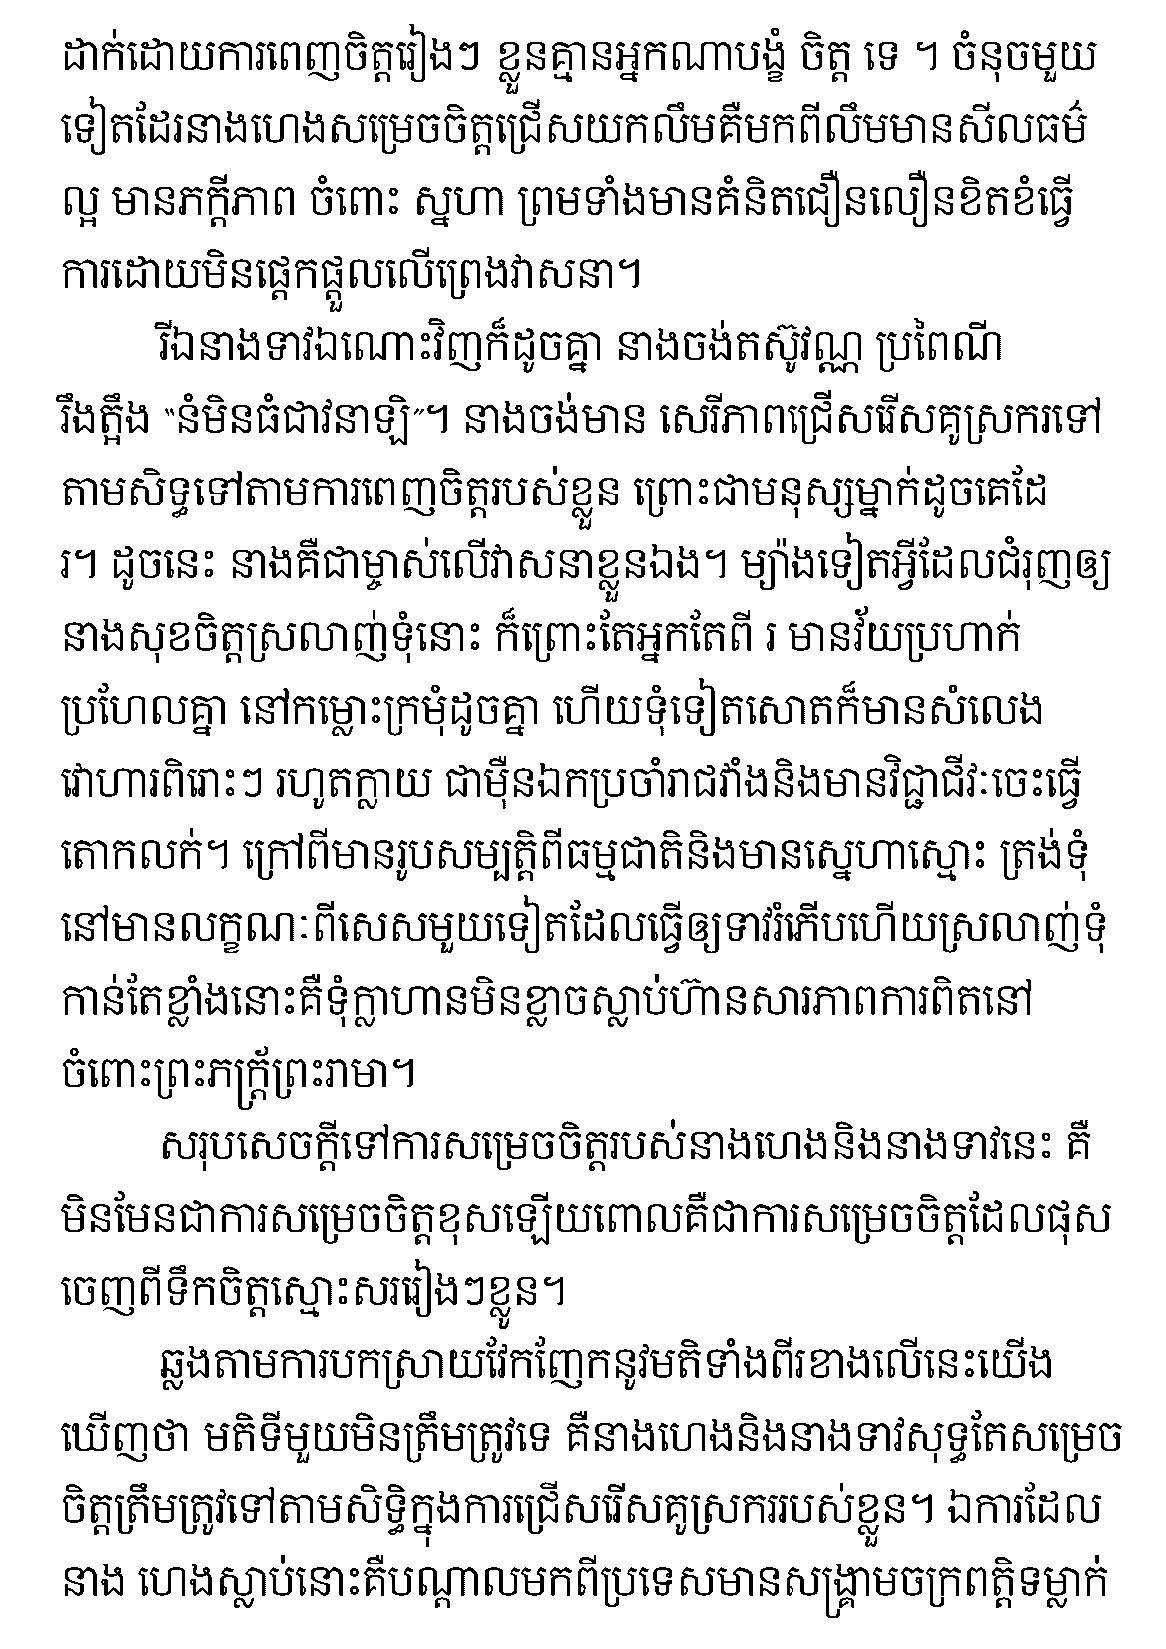 ដាក់ដោយការពេញចិត្តរៀងៗ ខ្លួនគ្មានអ្នកណាបង្ខំ ចិត្ត ទេ ។ ចំនុចមួយ
ទៀតដែរនាងហេងសម្រេចចិត្តជ្រើសយកលឹមគឺមកពីលឹមមានសីលធម៌
ល្អ មានភក្តីភាព ចំពោះ ស្នេហា ព្រមទាំងមានគំនិតជឿនលឿនខិតខំធ្វើ
ការដោយមិនផ្តេកផ្តួលលើព្រេងវាសនា។
រីឯនាងទាវឯណោះវិញក៏ដូចគ្នា នាងចង់តស៊ូវណ្ណ ប្រពៃណី
រឹងត្អឹង “នំមិនធំជាវនាឡិ”។ នាងចង់មាន សេរីភាពជ្រើសរើសគូស្រករទៅ
តាមសិទ្ធទៅតាមការពេញចិត្តរបស់ខ្លួន ព្រោះជាមនុស្សម្នាក់ដូចគេដែ
រ។ ដូចនេះ នាងគឺជាម្ចាស់លើវាសនាខ្លួនឯង។ ម្យ៉ាងទៀតអ្វីដែលជំរុញឲ្យ
នាងសុខចិត្តស្រលាញ់ទុំនោះ ក៏ព្រោះតែអ្នកតែពី រ មានវ័យប្រហាក់
ប្រហែលគ្នា នៅកម្លោះក្រមុំដូចគ្នា ហើយទុំទៀតសោតក៏មានសំលេង
វោហារពិរោះៗ រហូតក្លាយ ជាម៉ឺនឯកប្រចាំរាជវាំងនិងមានវិជ្ជាជីវៈចេះធ្វើ
តោកលក់។ ក្រៅពីមានរូបសម្បត្តិពីធម្មជាតិនិងមានស្នេហាស្មោះ ត្រង់ទុំ
នៅមានលក្ខណៈពីសេសមួយទៀតដែលធ្វើឲ្យទាវរំភើបហើយស្រលាញ់ទុំ
កាន់តែខ្លាំងនោះគឺទុំក្លាហានមិនខ្លាចស្លាប់ហ៊ានសារភាពការពិតនៅ
ចំពោះព្រះភក្ត្រ័ព្រះរាមា។
សរុបសេចក្តីទៅការសម្រេចចិត្តរបស់នាងហេងនិងនាងទាវនេះ គឺ
មិនមែនជាការសម្រេចចិត្តខុសឡើយពោលគឺជាការសម្រេចចិត្តដែលផុស
ចេញពីទឹកចិត្តស្មោះសររៀងៗខ្លួន។
ឆ្លងតាមការបកស្រាយវែកញែកនូវមតិទាំងពីរខាងលើនេះយើង
ឃើញថា មតិទីមួយមិនត្រឹមត្រូវទេ គឺនាងហេងនិងនាងទាវសុទ្ធតែសម្រេច
ចិត្តត្រឹមត្រូវទៅតាមសិទ្ធិក្នុងការជ្រើសរើសគូស្រកររបស់ខ្លួន។ ឯការដែល
នាង ហេងស្លាប់នោះគឺបណ្តាលមកពីប្រទេសមានសង្គ្រាមចក្រពត្តិទម្លាក់